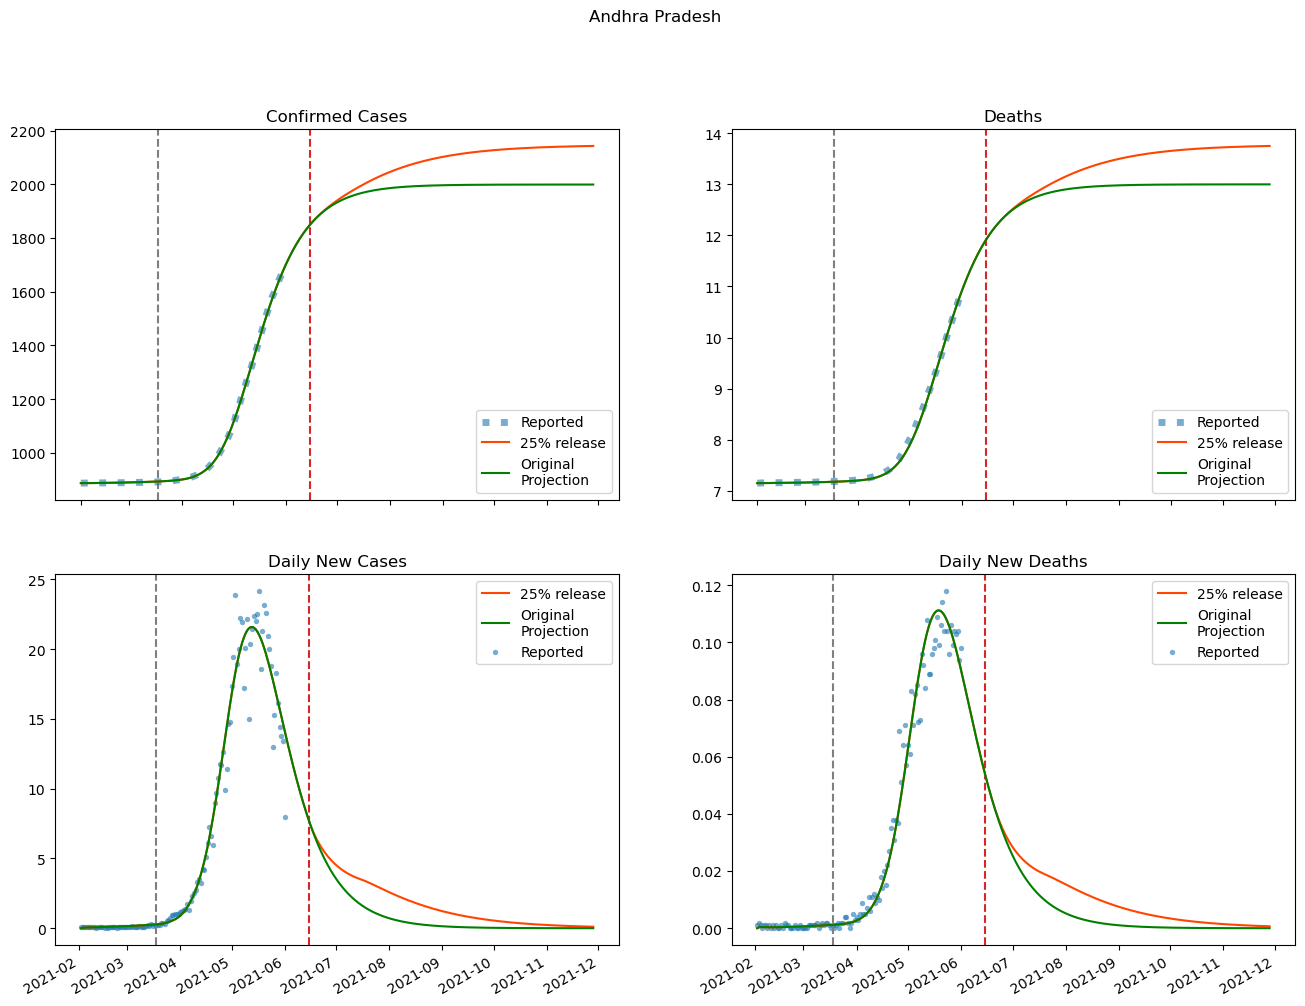 Andhra Pradesh
Confirmed Cases
2200
2000
1800
1600
1400
1200
1000
Reported
25% release
Original
Projection
Deaths
14
13
12
11
10
9
8
7
Reported
25% release
Original
Projection
Daily New Cases
25
20
15
10
5
0
25% release
Original
Projection
Reported
2021-02
2021-03
2021-04
2021-05
2021-06
2021-07
2021-08
2021-09
2021-10
2021-11
2021-12
Daily New Deaths
0.12
0.10
0.08
0.06
0.04
0.02
0.00
25% release
Original
Projection
Reported
2021-02
2021-03
2021-04
2021-05
2021-06
2021-07
2021-08
2021-09
2021-10
2021-11
2021-12